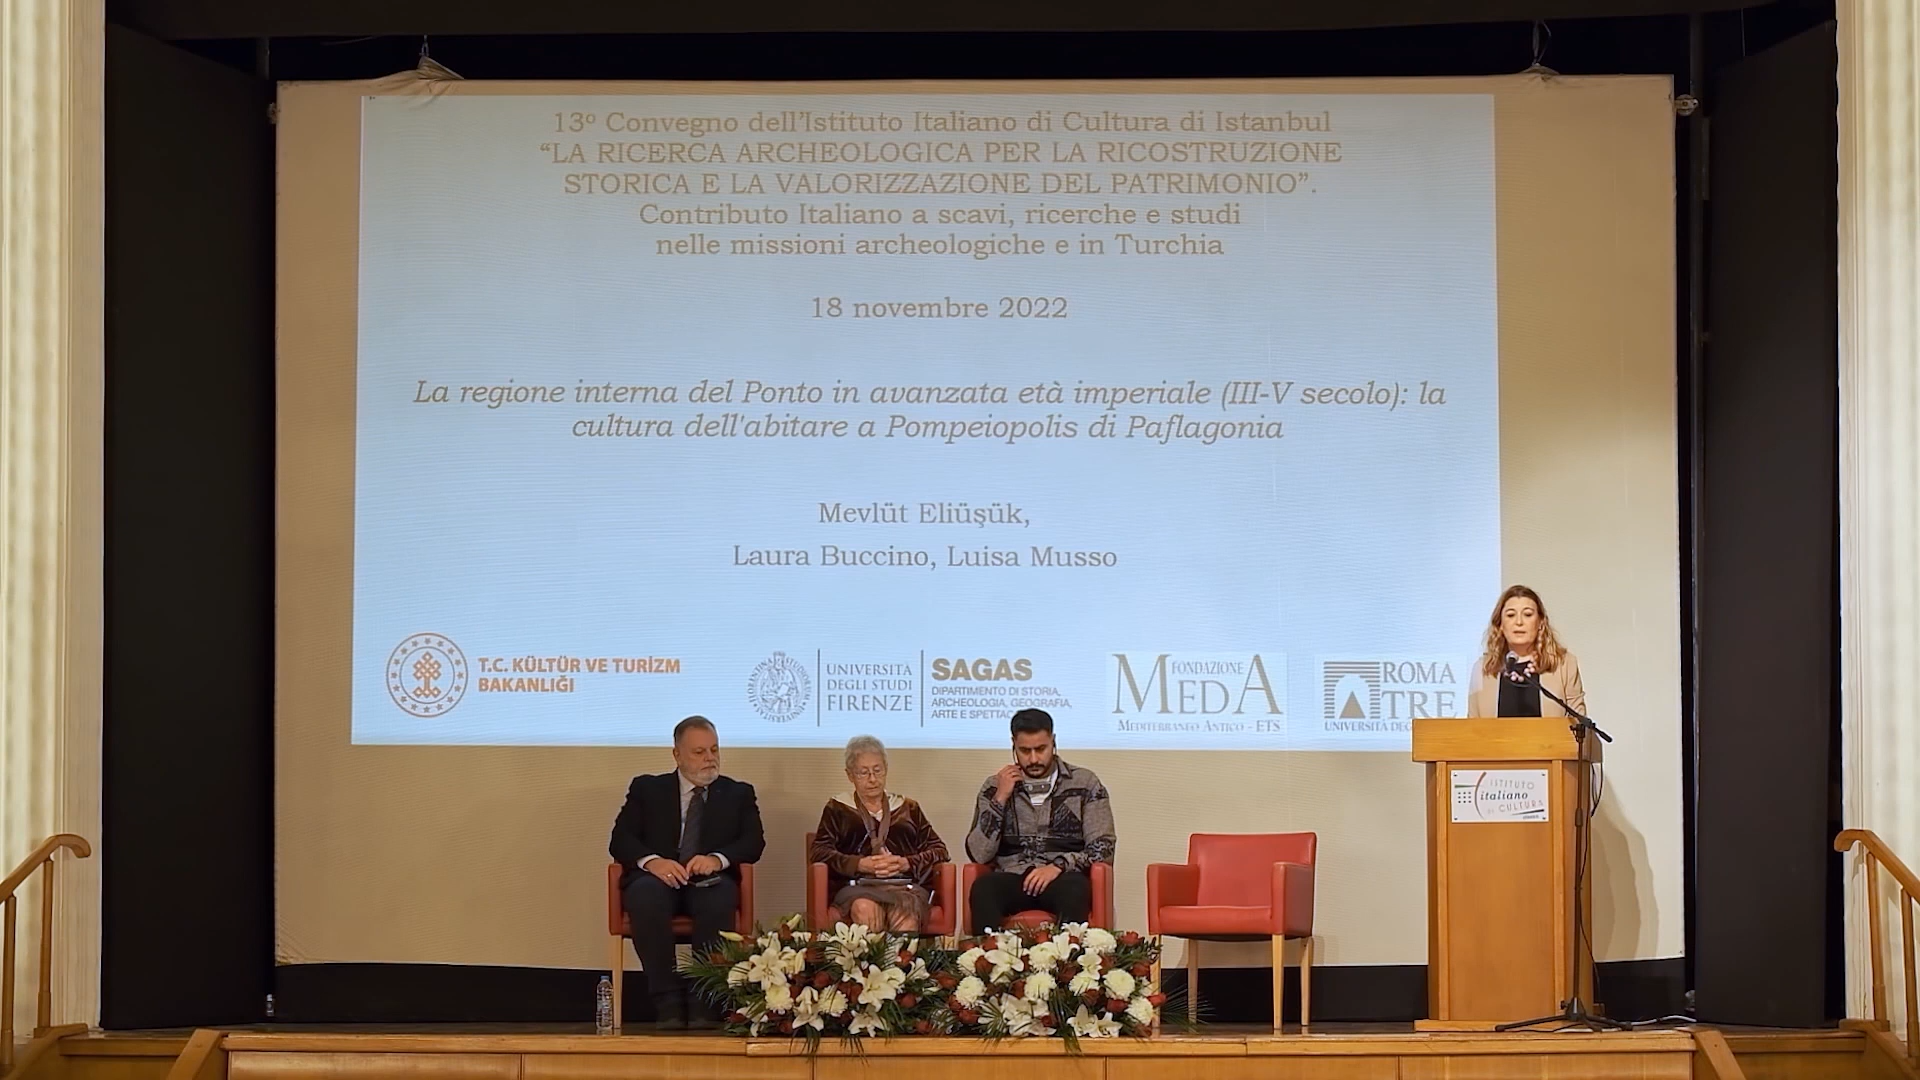 13º Convegno dell'Istituto Italiano di Cultura di Istanbul
“LA RICERCA ARCHEOLOGICA PER LA RICOSTRUZIONE
STORICA E LA VALORIZZAZIONE DEL PATRIMONIO”.
Contributo Italiano a scavi, ricerche e studi
nelle missioni archeologiche e in Turchia
18 novembre 2022
La regione interna del Ponto in avanzata età imperiale (III-V secolo): la
cultura dell'abitare a Pompeiopolis di Paflagonia
Mevlüt Eliüşük,
Laura Buccino, Luisa Musso
T.C. KÜLTÜR VE TURİZM
BAKANLIĞI
UNIVERSITÀ
DEGLI STUDI
FIRENZE
SAGAS
DIPARTIMENTO DI STORIA,
ARCHEOLOGIA, GEOGRAFIA,
ARTE E SPETTAC
FONDAZIONE
MEDA
MEDITERRANEO ANTICO - ETS
ROMA
TRE
UNIVERSITÀ DEG
ISTITUTO
italiano
DI CULTURA